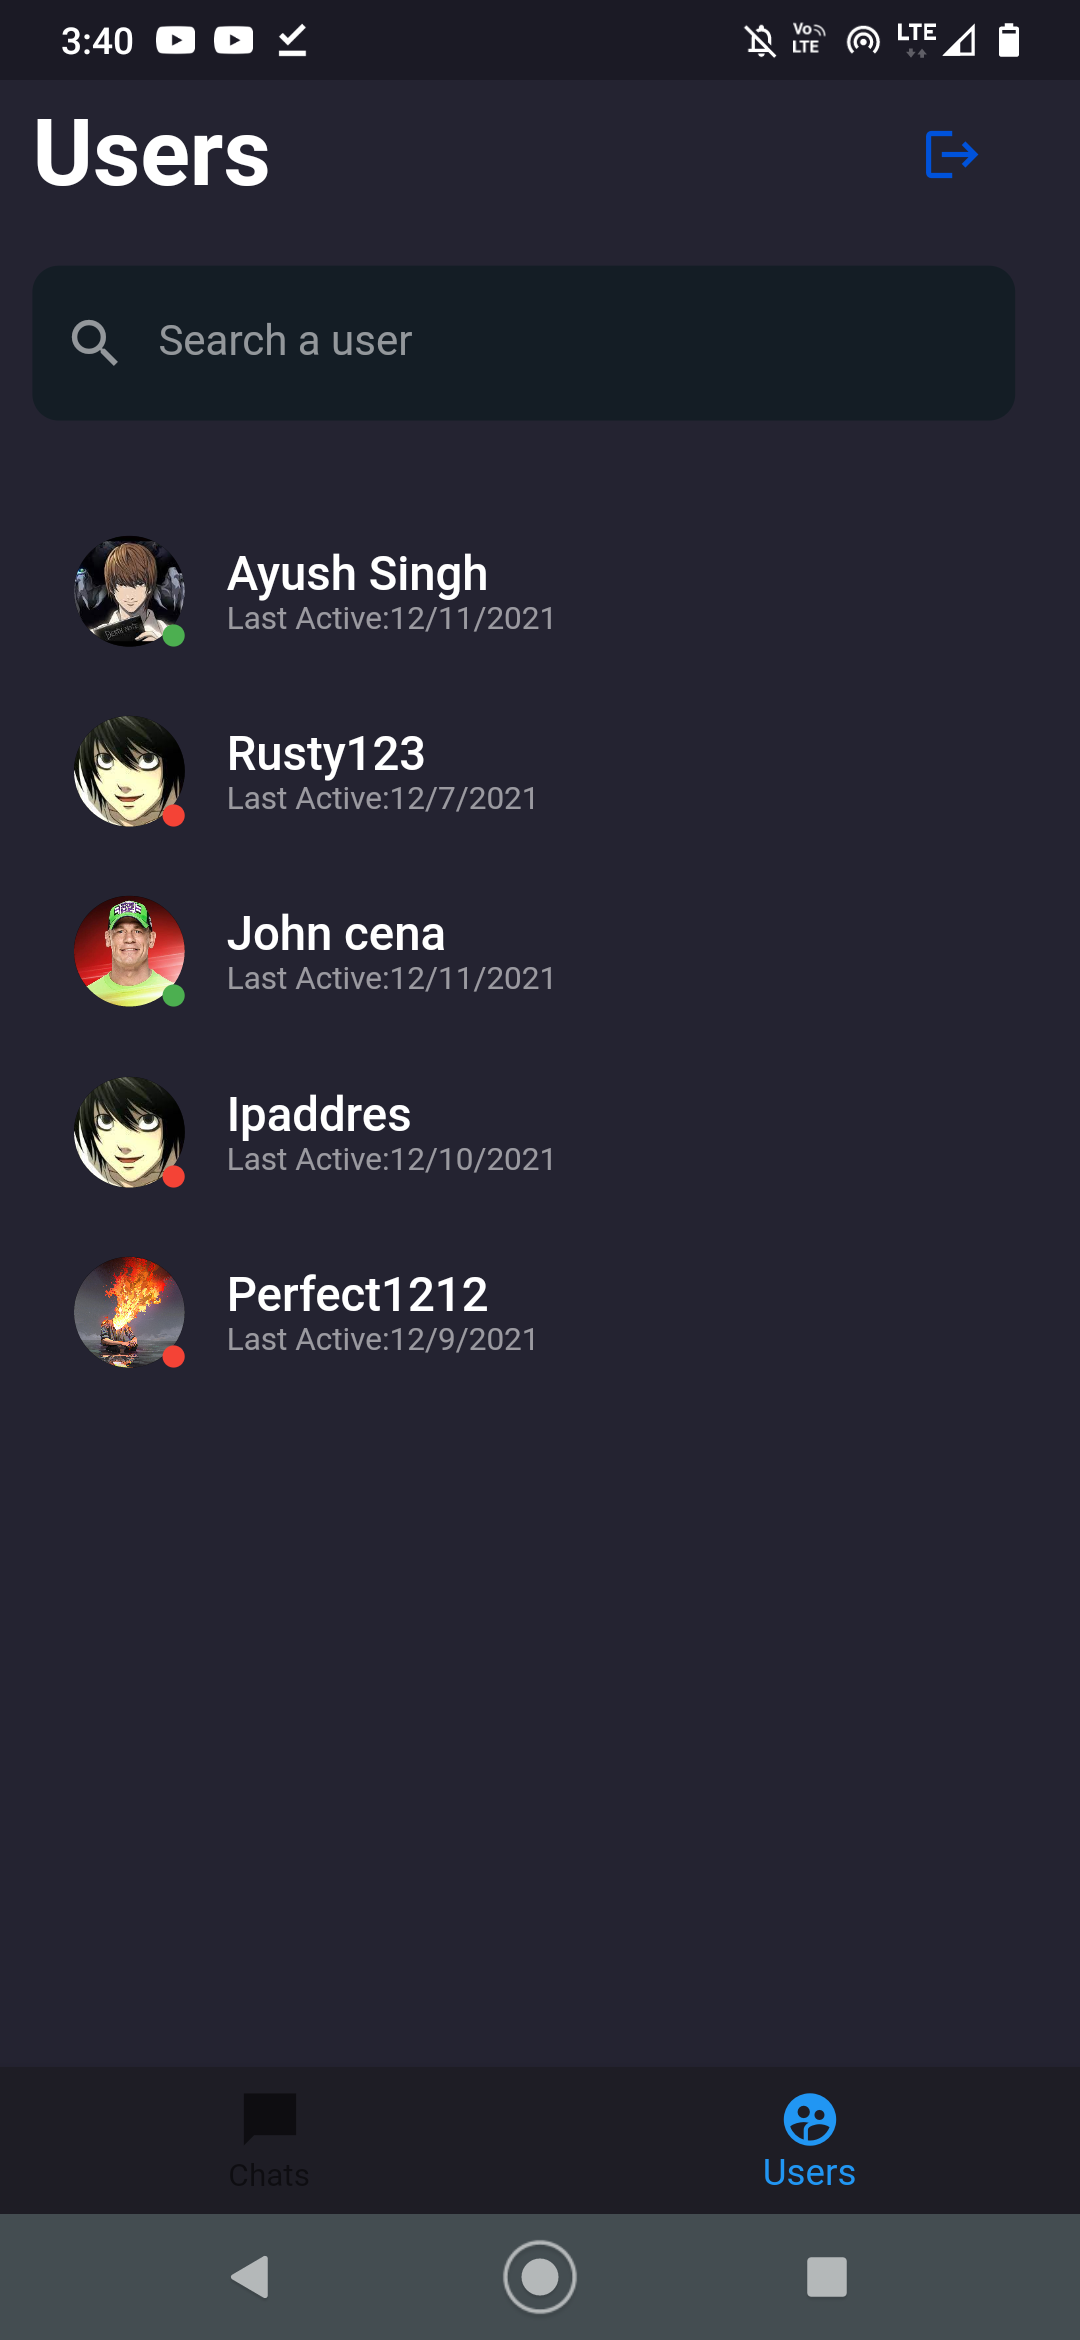 3:40
Vo
LTE
LTE
Users
Search a user
Ayush Singh
Last Active:12/11/2021
Rusty123
Last Active:12/7/2021
John cena
Last Active:12/11/2021
Ipaddres
Last Active:12/10/2021
Perfect1212
Last Active:12/9/2021
Chats
Users